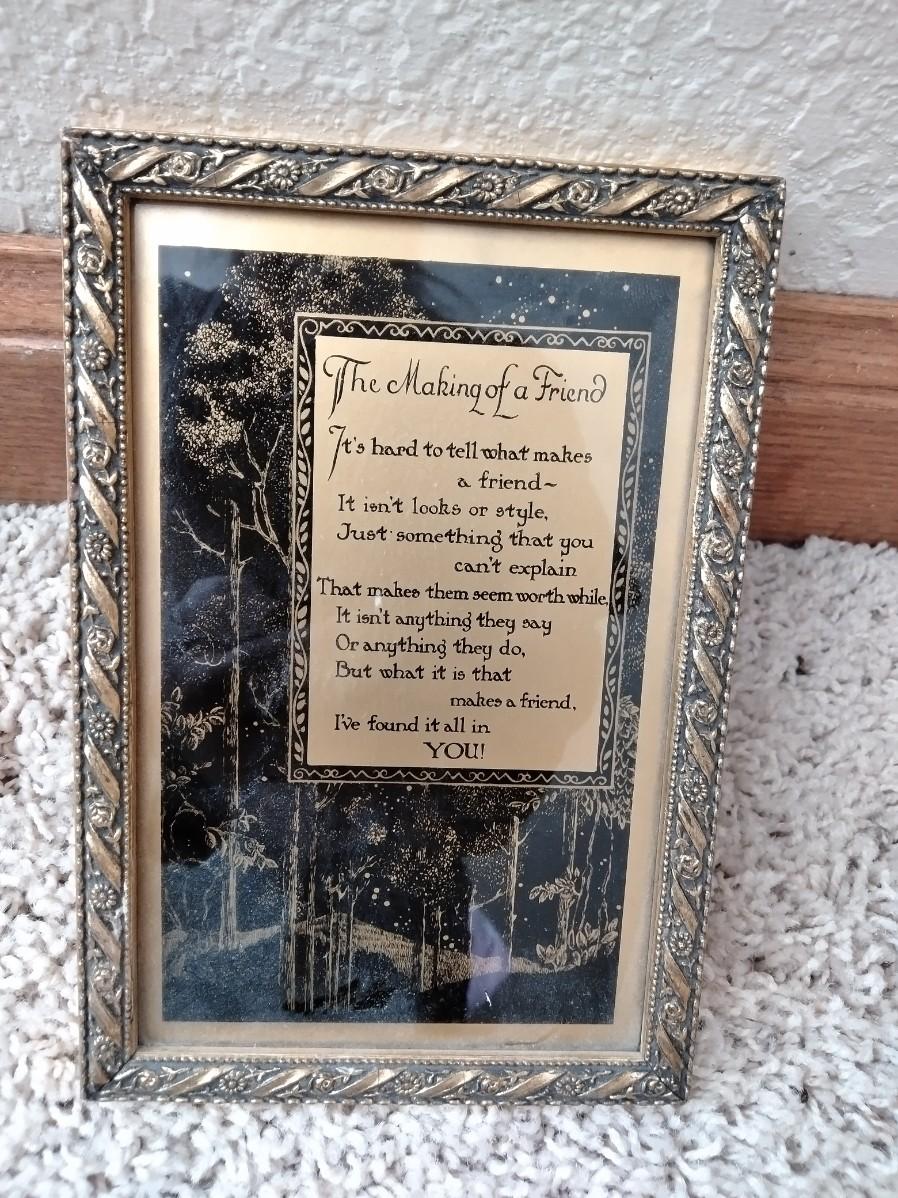 The Making of a Friend
It's hard to tell what makes
a friend~
It isn't looks or style,
Just something that you
can't explain
That makes them seem worth while,
It isn't anything they say
Or anything they do,
But what it is that
makes a friend,
I've found it all in
YOU!